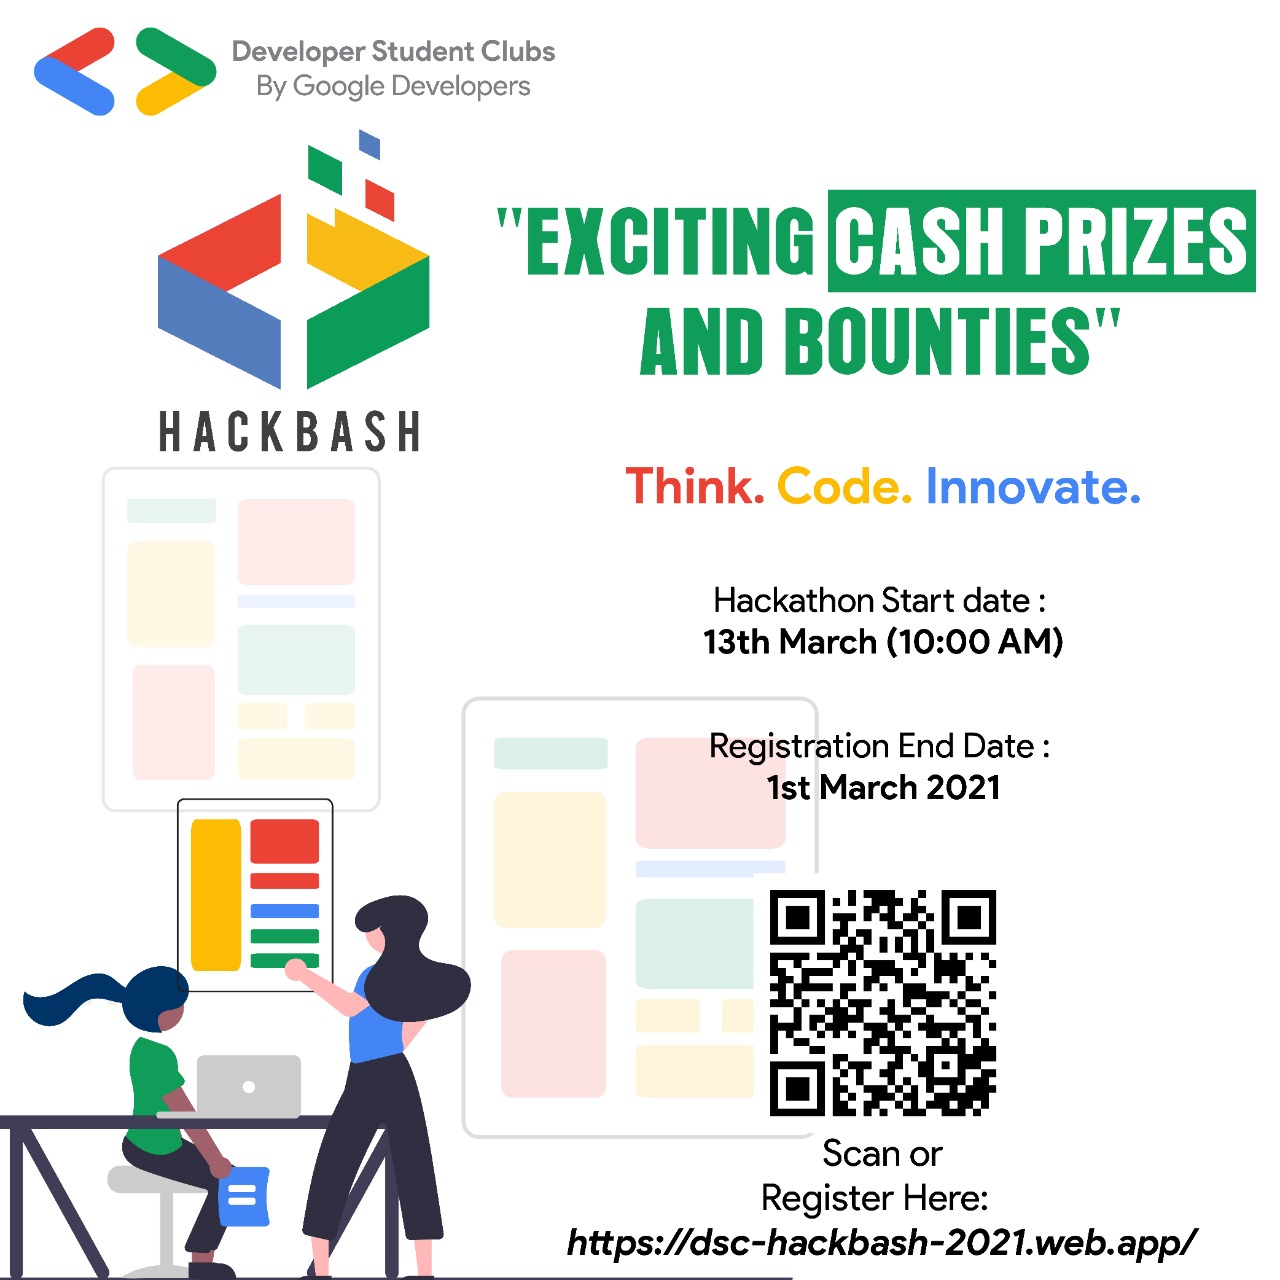 Developer Student Clubs
By Google Developers
"EXCITING CASH PRIZES
AND BOUNTIES"
HACKBASH
Think. Code. Innovate.
Hackathon Start date :
13th March (10:00 AM)
Registration End Date :
1st March 2021
Scan or
Register Here:
https://dsc-hackbash-2021.web.app/